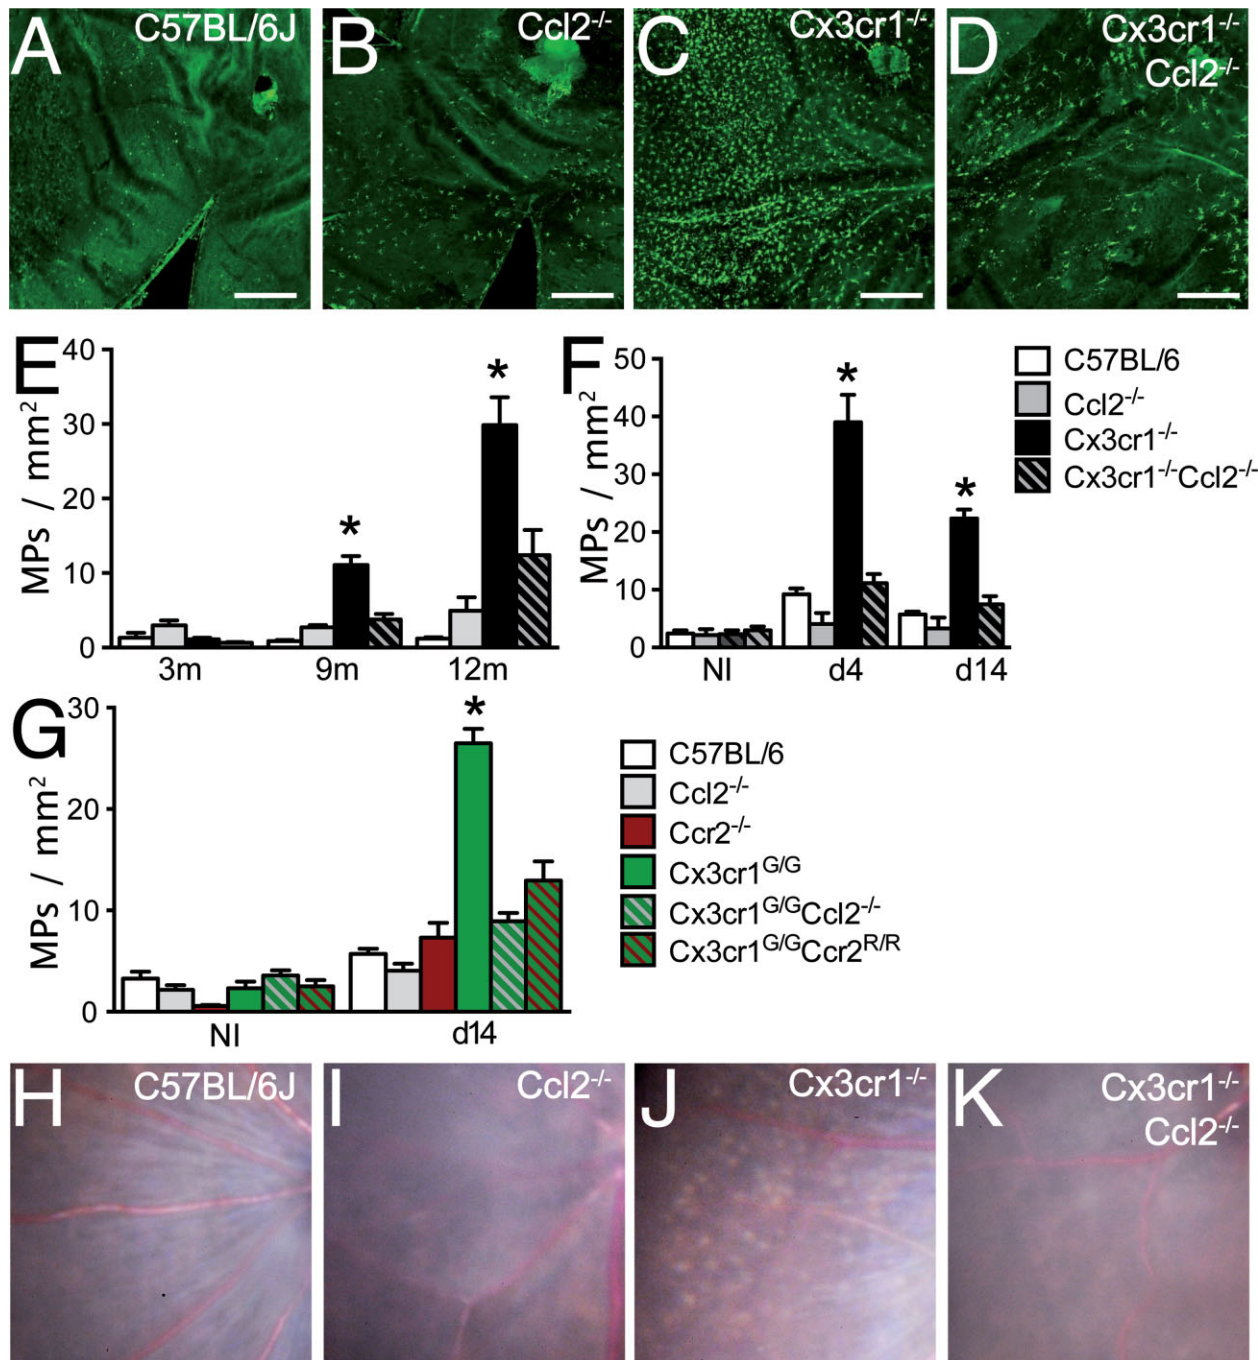 A C57BL/6J
B Ccl2-/-
C Cx3cr1-/-
D Cx3cr1-/-
Ccl2-/-
E
MPs / mm2
40
30
20
10
0
3m 9m 12m
* *
F
MPs / mm2
50
40
30
20
10
0
NI d4 d14
* *
C57BL/6
Ccl2-/-
Cx3cr1-/-
Cx3cr1-/-Ccl2-/-
G
MPs / mm2
30
20
10
0
NI d14
*
C57BL/6
Ccl2-/-
Ccr2-/-
Cx3cr1G/G
Cx3cr1G/GCcl2-/-
Cx3cr1G/GCcr2R/R
H C57BL/6J
I Ccl2-/-
J Cx3cr1-/-
K Cx3cr1-/-
Ccl2-/-